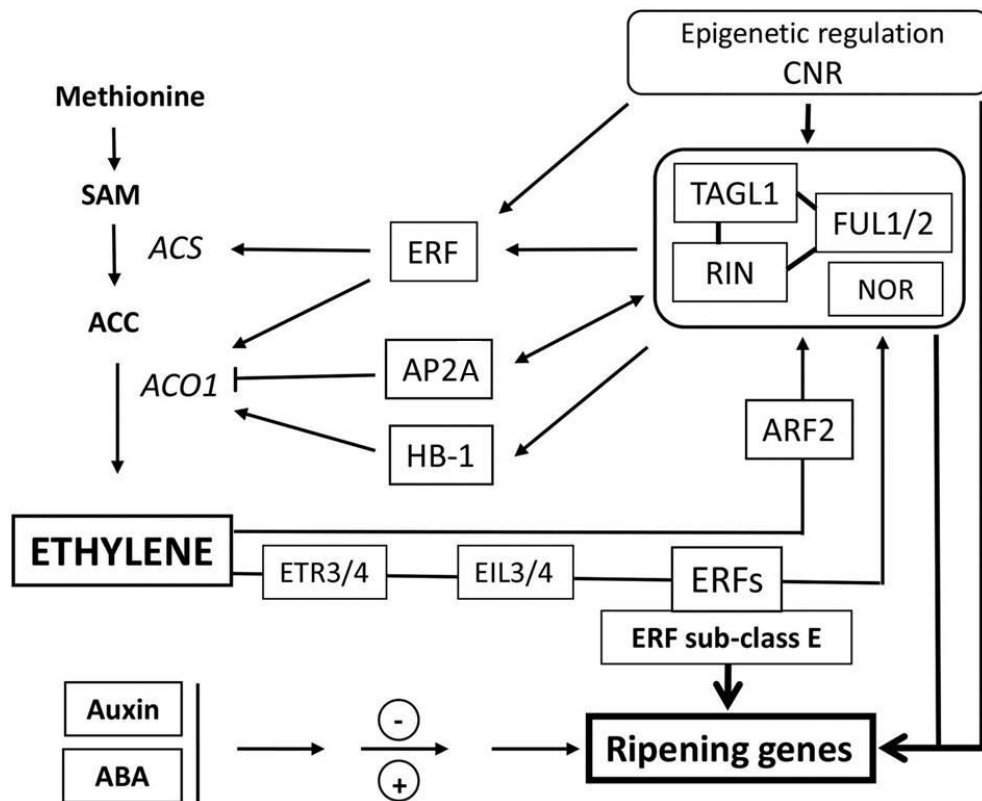 Epigenetic regulation
CNR
Methionine
SAM
ACS
ACC
ACO1
ERF
AP2A
HB-1
TAGL1
FUL1/2
RIN
NOR
ARF2
ETHYLENE
ETR3/4
EIL3/4
ERFs
ERF sub-class E
Auxin
ABA
-
+
Ripening genes